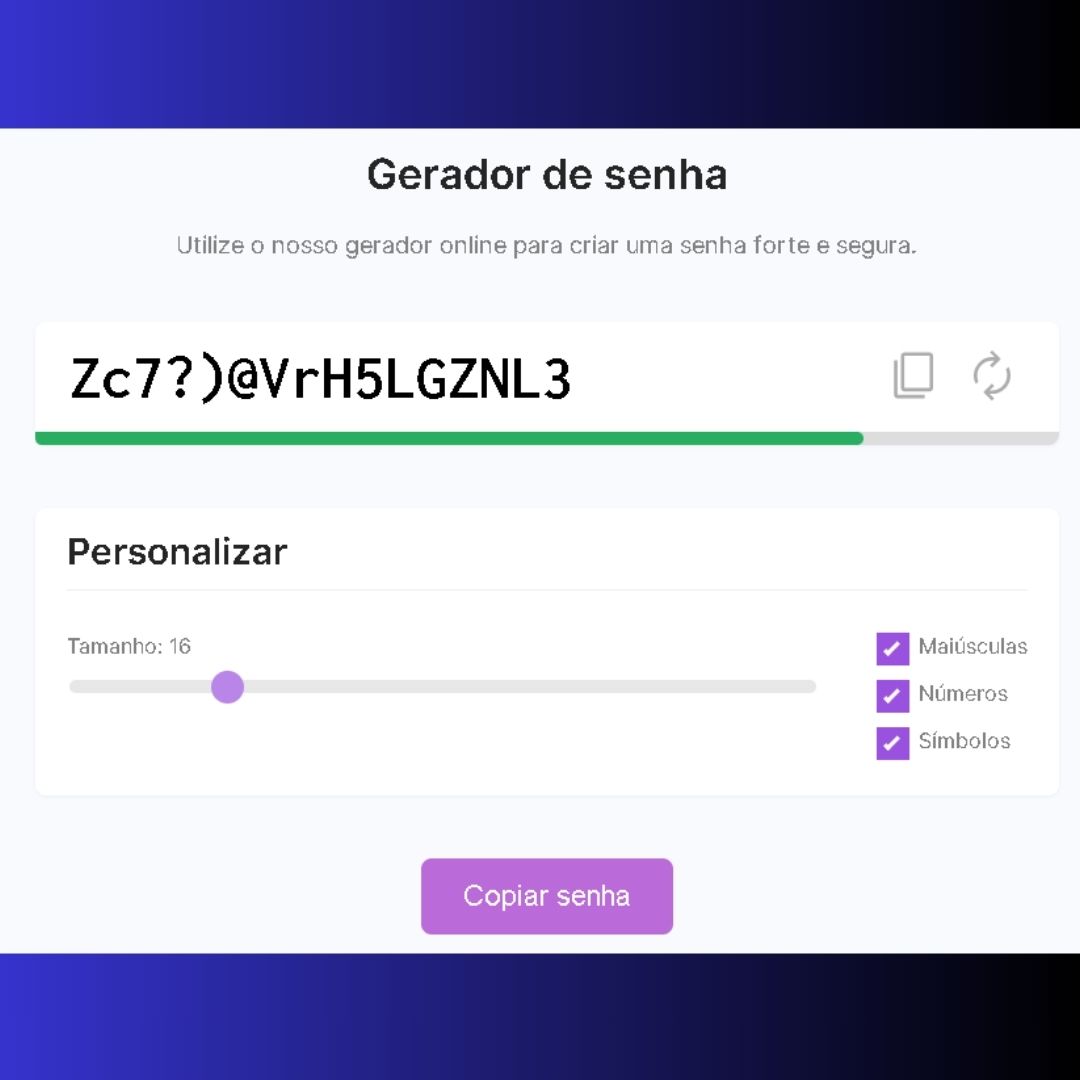 Gerador de senha
Utilize o nosso gerador online para criar uma senha forte e segura.
Zc7?)@VrH5LGZNL3
Personalizar
Tamanho: 16
Maiúsculas
Números
Símbolos
Copiar senha